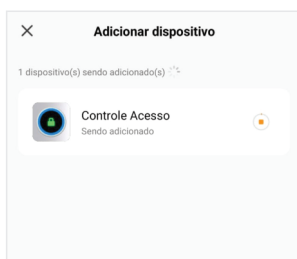 Adicionar dispositivo
1 dispositivo(s) sendo adicionado(s)
Controle Acesso
Sendo adicionado